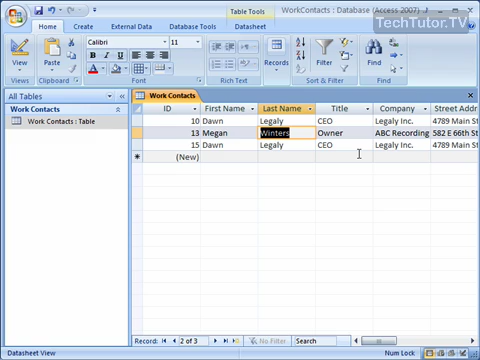 Table Tools
WorkContacts : Database (Access 2007)
TechTutor.TV
Home
Create
External Data
Database Tools
Datasheet
View
Paste
Calibri
11
B
I
U
Records
Find
Views
Clipboard
Font
Rich Text
Sort & Filter
Find
All Tables
Work Contacts
Work Contacts : Table
Work Contacts
ID First Name Last Name Title Company Street Addr
10 Dawn Legaly CEO Legaly Inc. 4789 Main St
13 Megan Winters Owner ABC Recording 582 E 66th S
15 Dawn Legaly CEO Legaly Inc. 4789 Main St
(New)
Record: 2 of 3 No Filter Search
Datasheet View
Num Lock